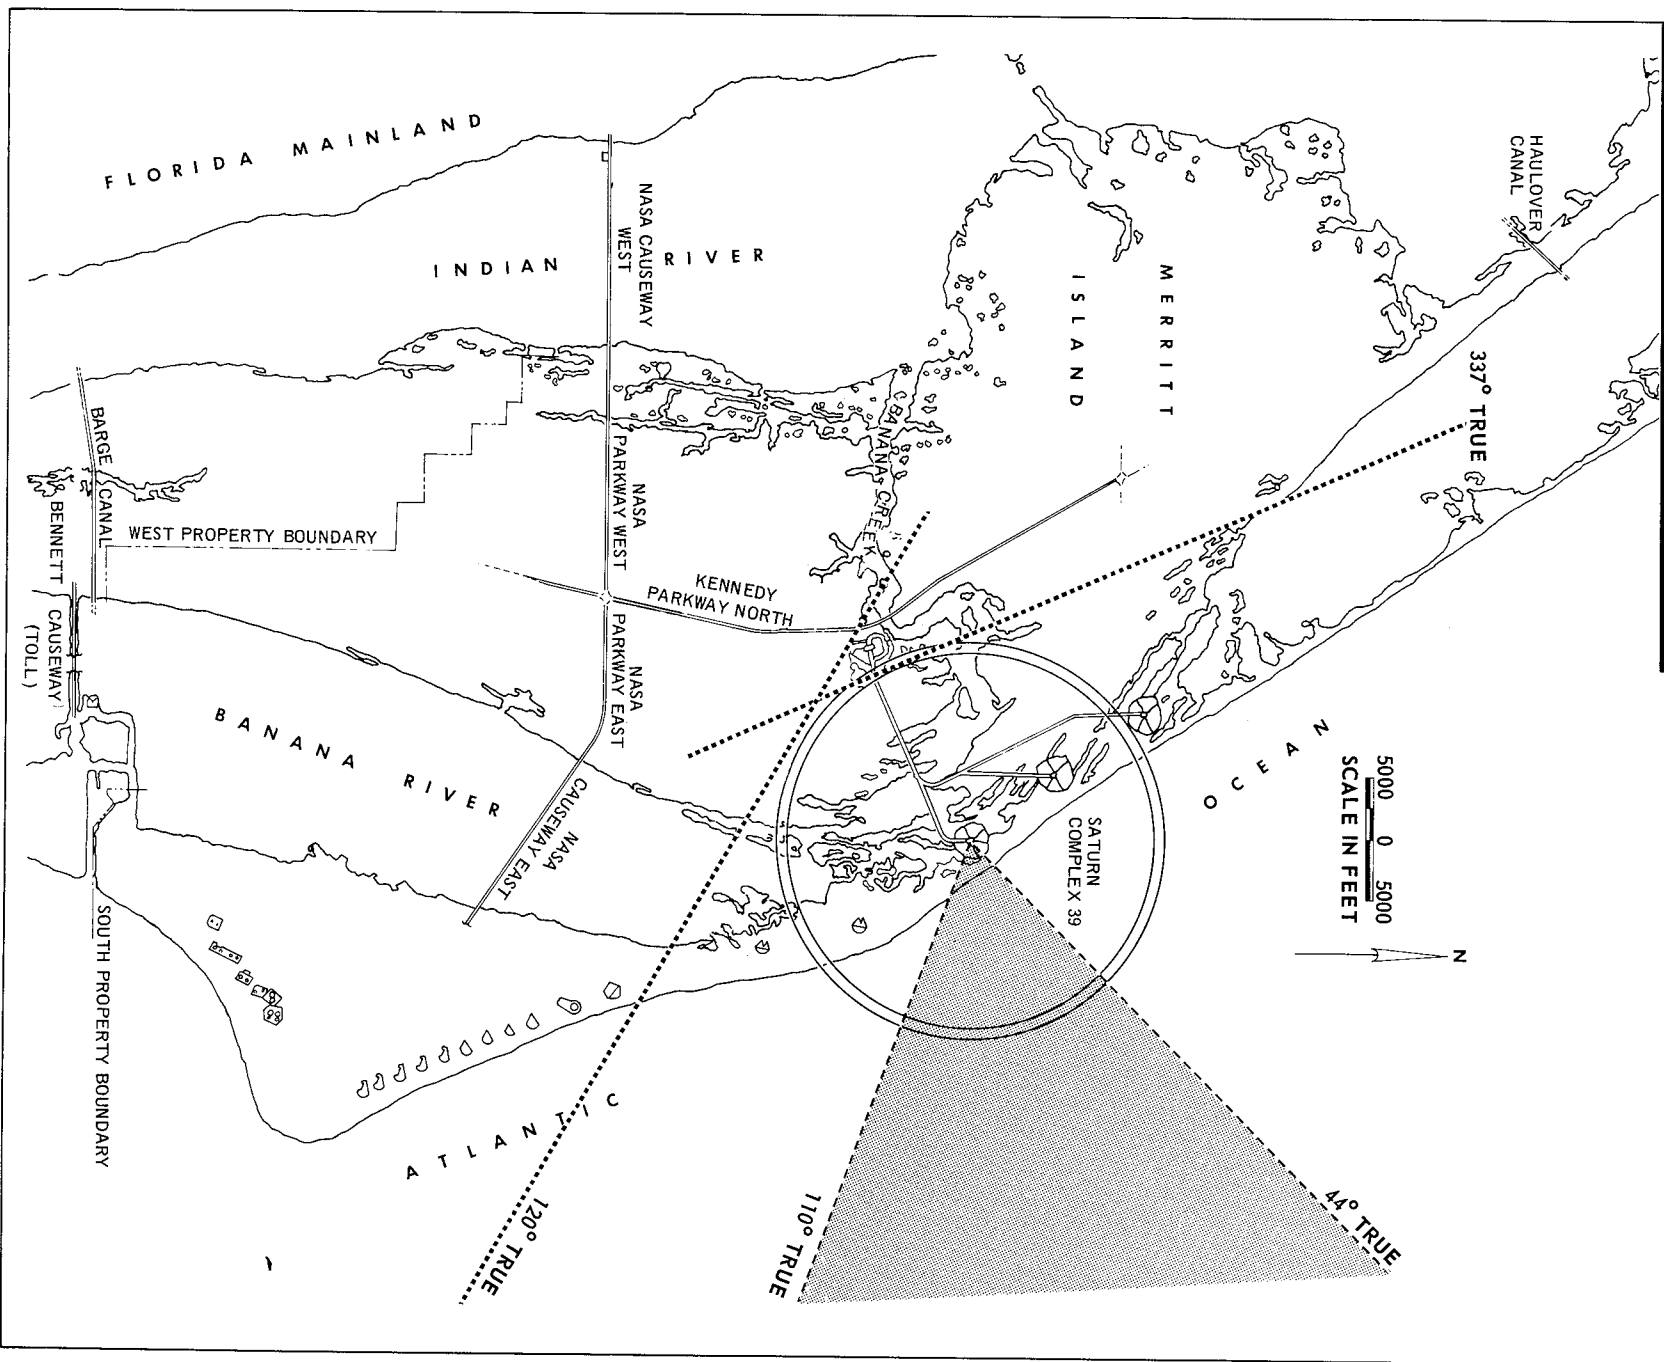 HAULOVER
CANAL
337° TRUE
MERRITT
ISLAND
FLORIDA MAINLAND
INDIAN RIVER
NASA CAUSEWAY
WEST
BANANA CREEK
NASA
PARKWAY WEST
KENNEDY
PARKWAY NORTH
NASA
PARKWAY EAST
BARGE CANAL
WEST PROPERTY BOUNDARY
BENNETT CAUSEWAY
(TOLL)
BANANA RIVER
NASA
CAUSEWAY EAST
SATURN
COMPLEX 39
5000 0 5000
SCALE IN FEET
N
ATLANTIC OCEAN
SOUTH PROPERTY BOUNDARY
44° TRUE
110° TRUE
120° TRUE